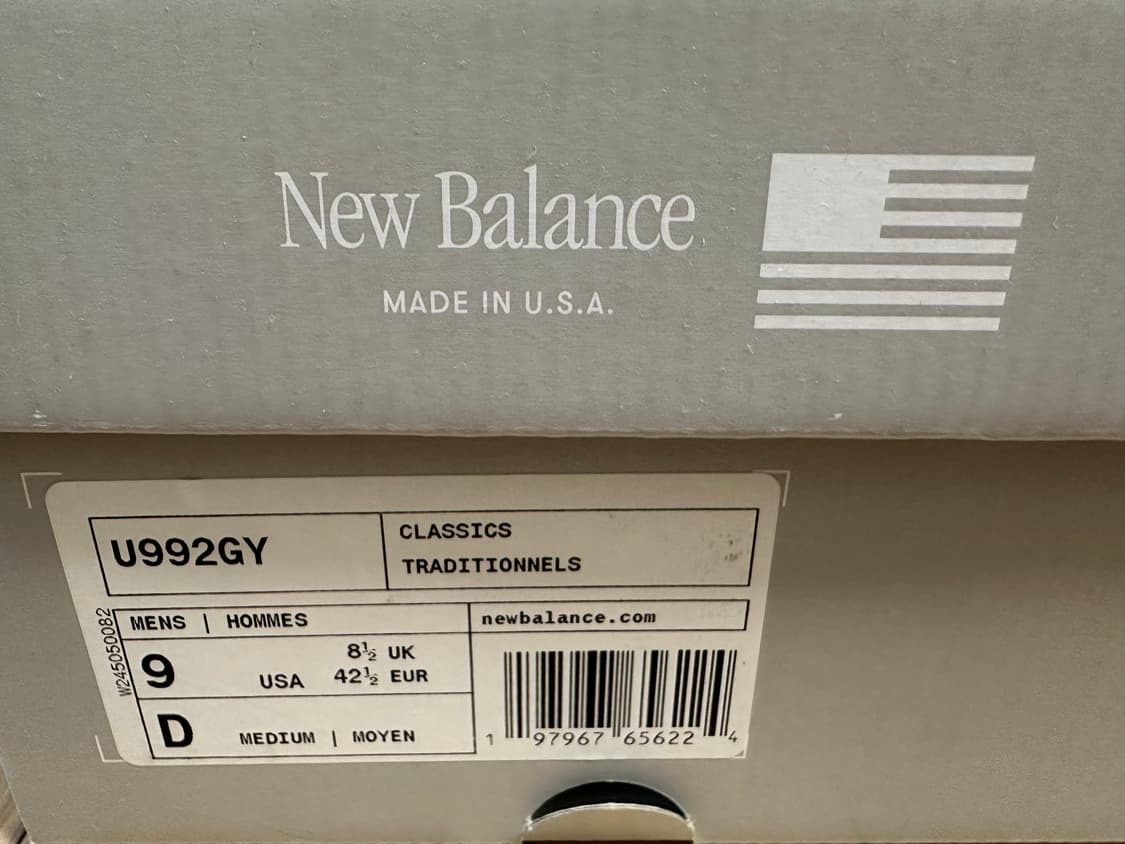 New Balance
MADE IN U.S.A.
U992GY
CLASSICS
TRADITIONNELS
MENS | HOMMES
newbalance.com
W245050082
9 USA 8½ UK
42½ EUR
D MEDIUM | MOYEN
1 97967 65622 4